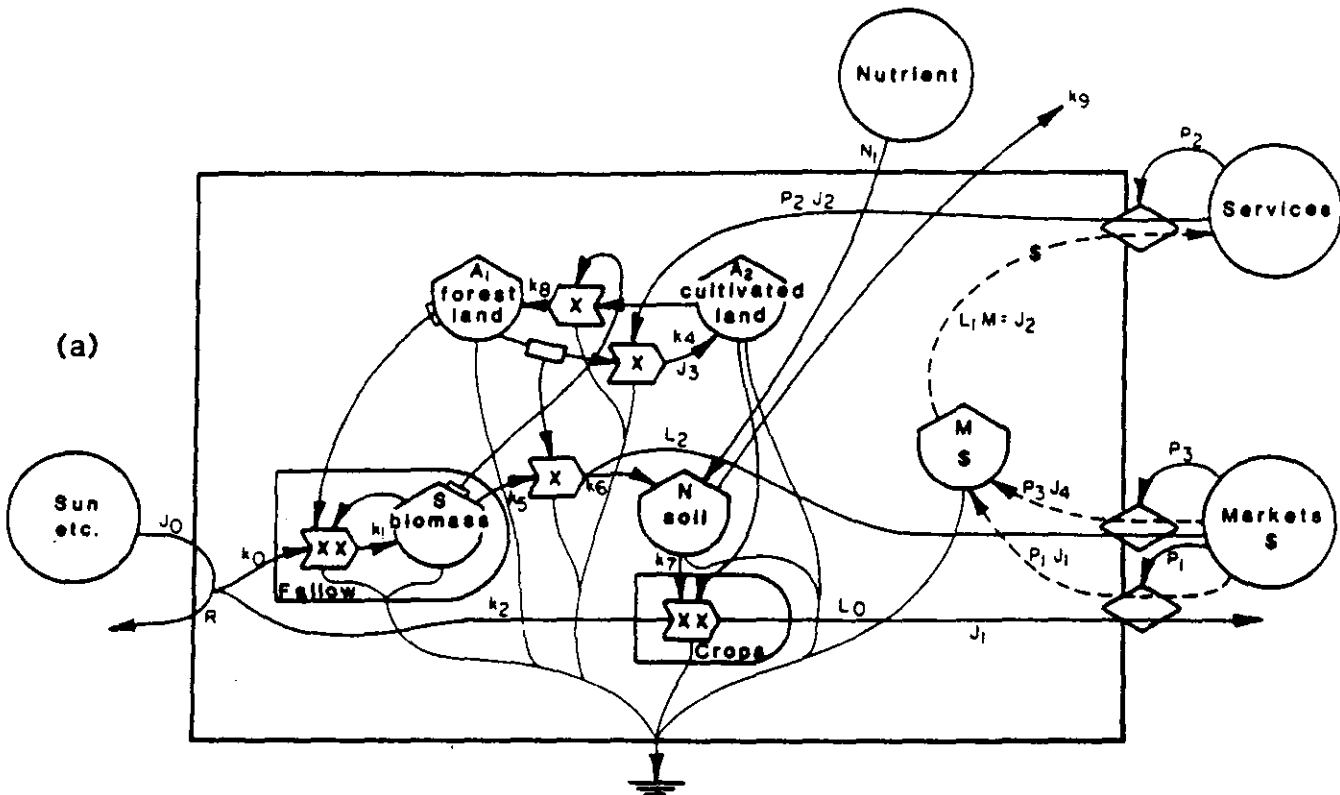 Nutrient
k9
N1
P2
Services
P2 J2
$
A1
forest
land
k8
X
A2
cultivated
land
k4
X
J3
L1 M = J2
(a)
M
$
L2
P3
P3 J4
Markets
$
P1 J1
P1
Sun
etc.
J0
S
biomass
k5
X
k6
N
soil
k0
X X
k1
Fallow
k7
k2
X X
Crops
L0
J1
R